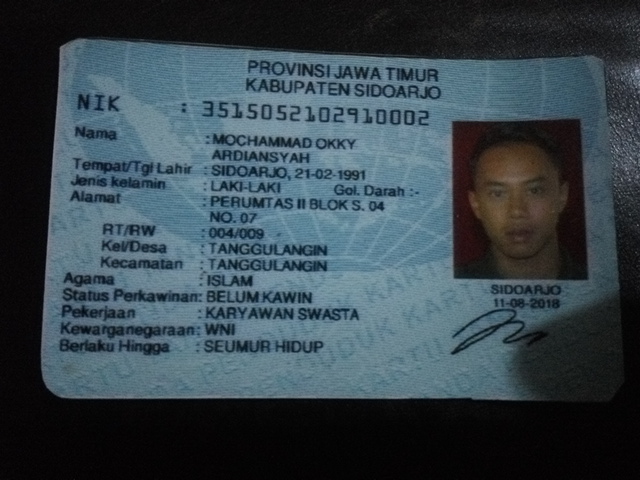 PROVINSI JAWA TIMUR
KABUPATEN SIDOARJO
NIK : 3515052102910002
Nama : MOCHAMMAD OKKY
ARDIANSYAH
Tempat/Tgl Lahir : SIDOARJO, 21-02-1991
Jenis kelamin : LAKI-LAKI Gol. Darah :-
Alamat : PERUMTAS II BLOK S. 04
NO. 07
RT/RW : 004/009
Kel/Desa : TANGGULANGIN
Kecamatan : TANGGULANGIN
Agama : ISLAM
Status Perkawinan: BELUM KAWIN
Pekerjaan : KARYAWAN SWASTA
Kewarganegaraan: WNI
Berlaku Hingga : SEUMUR HIDUP
SIDOARJO
11-08-2018